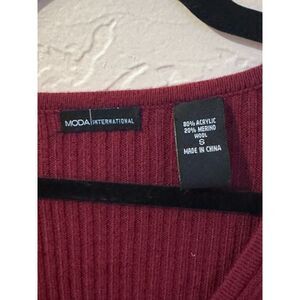 MODA INTERNATIONAL
80% ACRYLIC
20% MERINO
WOOL
S
MADE IN CHINA